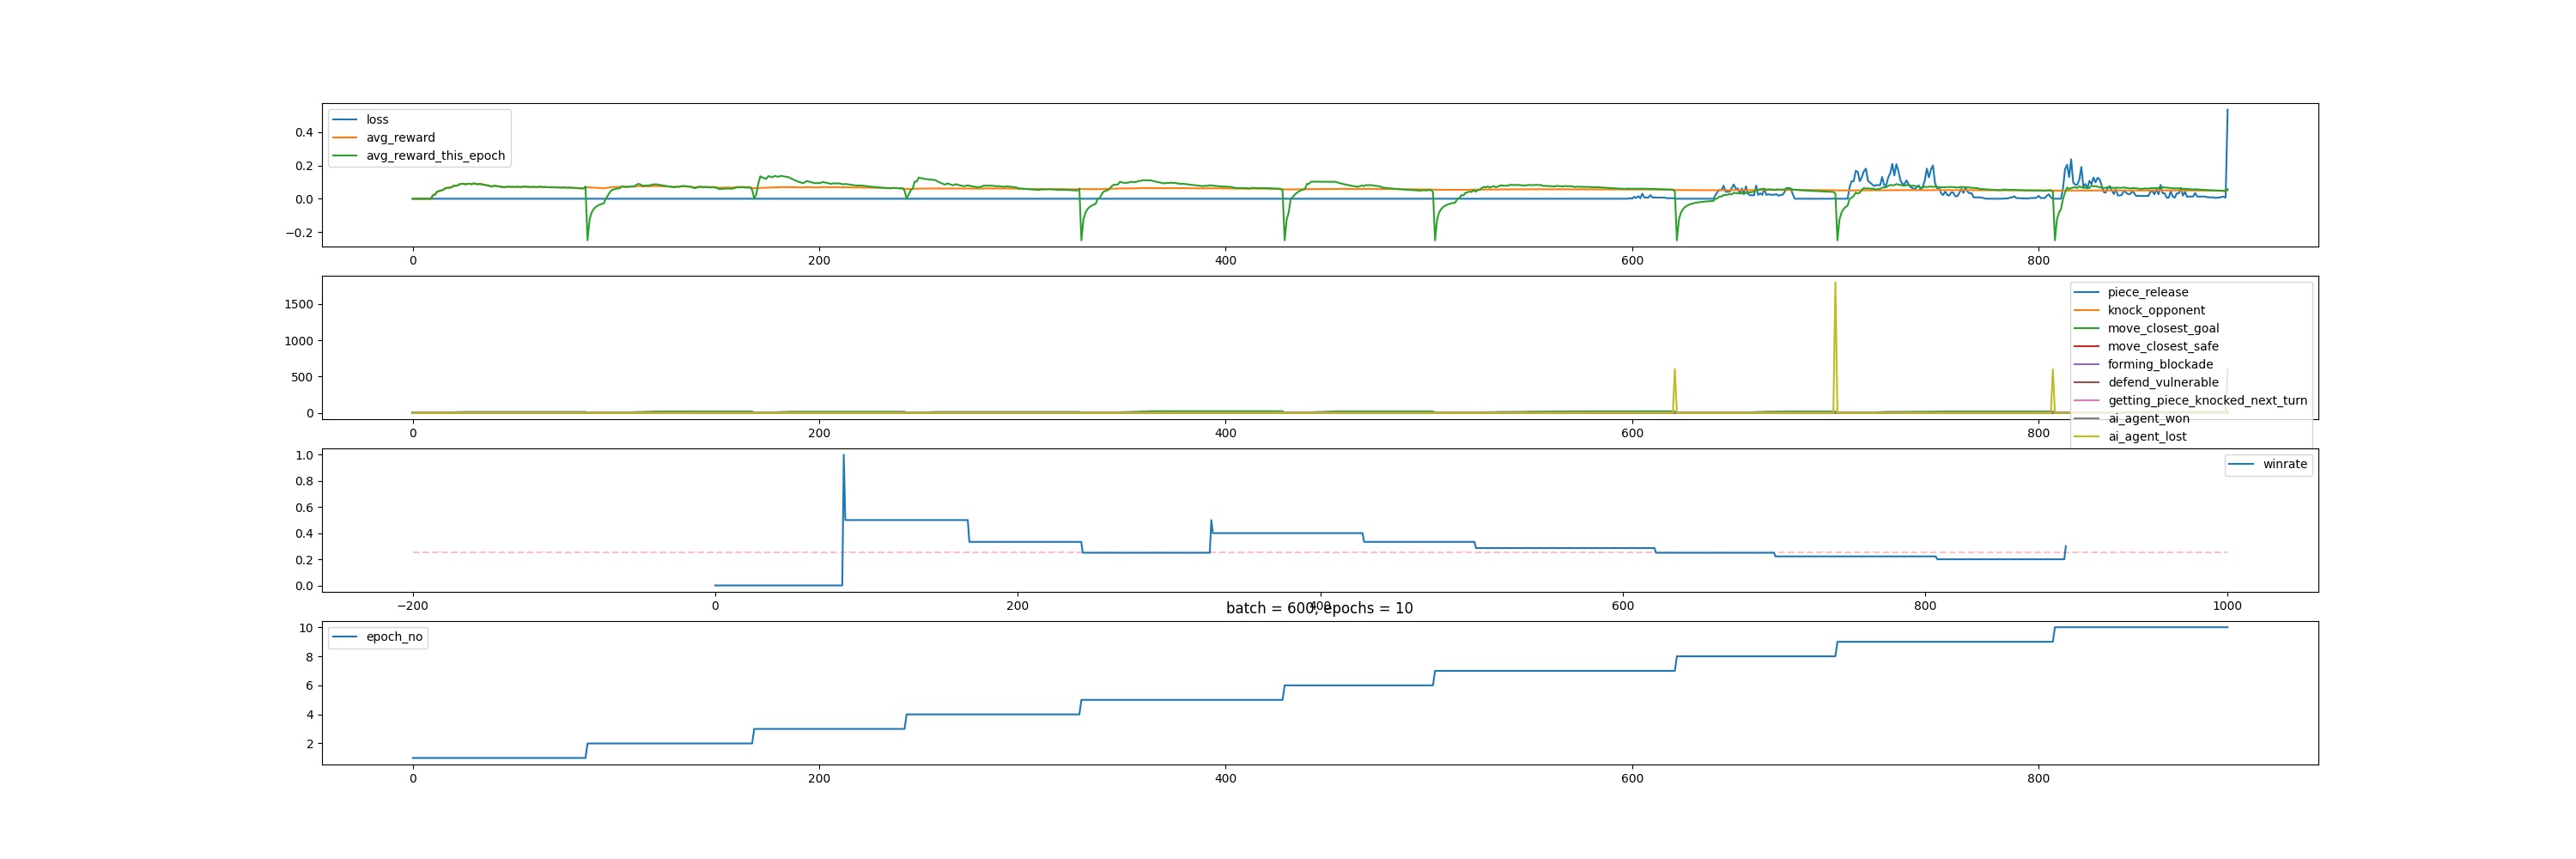 loss
avg_reward
avg_reward_this_epoch
0.4
0.2
0.0
−0.2
0 200 400 600 800
piece_release
knock_opponent
move_closest_goal
move_closest_safe
forming_blockade
defend_vulnerable
getting_piece_knocked_next_turn
ai_agent_won
ai_agent_lost
1500
1000
500
0
0 200 400 600 800
winrate
1.0
0.8
0.6
0.4
0.2
0.0
−200 0 200 400 600 800 1000
batch = 600, epochs = 10
epoch_no
10
8
6
4
2
0 200 400 600 800